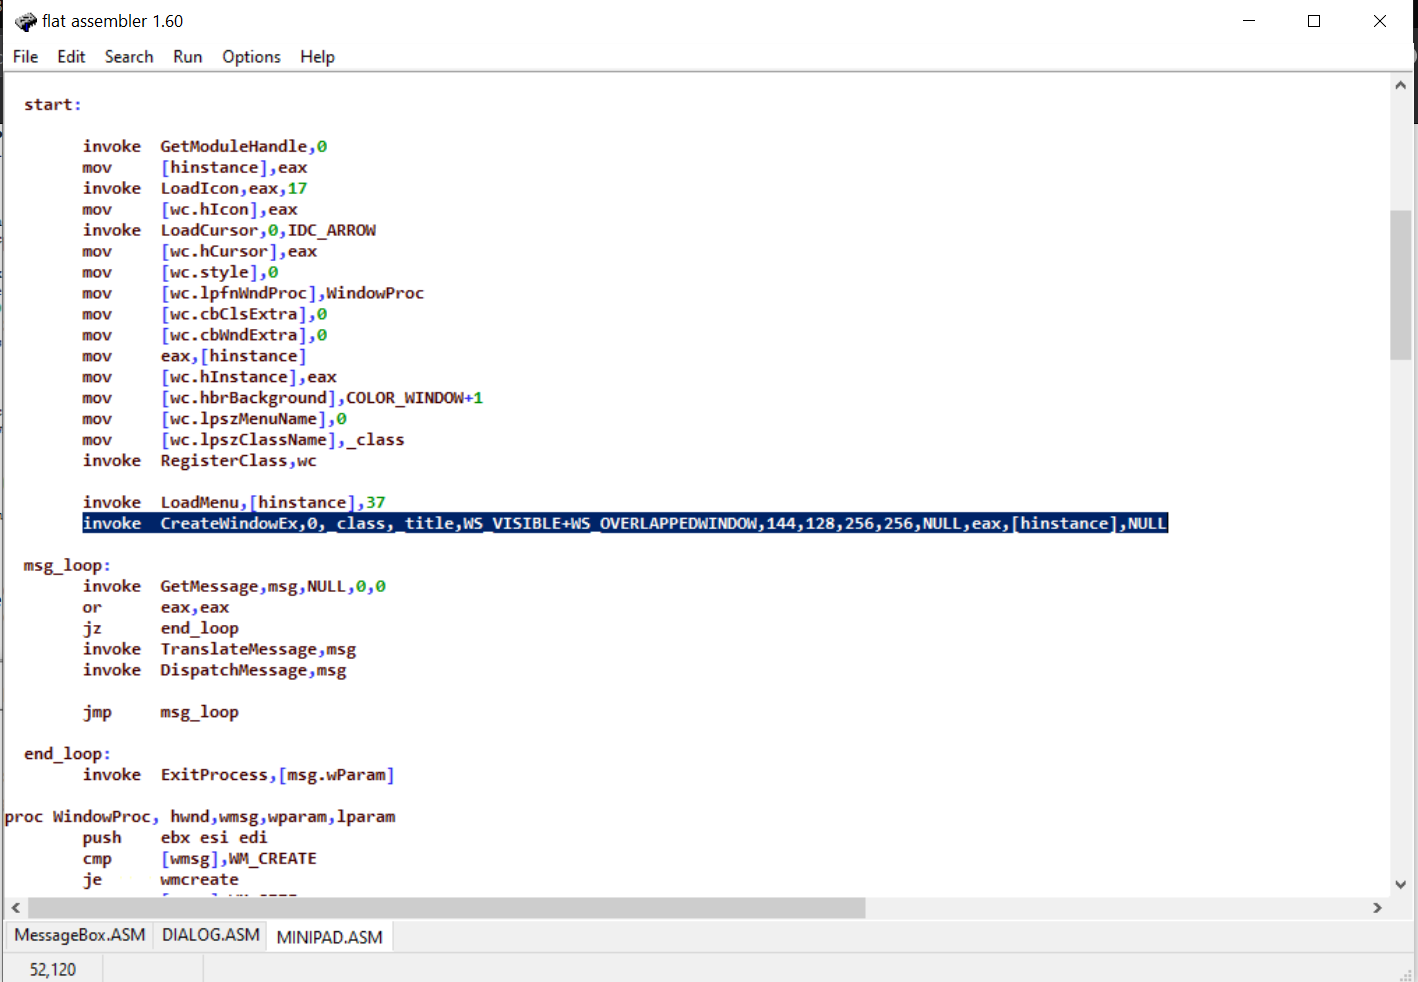 flat assembler 1.60
File Edit Search Run Options Help
start:
invoke GetModuleHandle,0
mov [hinstance],eax
invoke LoadIcon,eax,17
mov [wc.hIcon],eax
invoke LoadCursor,0,IDC_ARROW
mov [wc.hCursor],eax
mov [wc.style],0
mov [wc.lpfnWndProc],WindowProc
mov [wc.cbClsExtra],0
mov [wc.cbWndExtra],0
mov eax,[hinstance]
mov [wc.hInstance],eax
mov [wc.hbrBackground],COLOR_WINDOW+1
mov [wc.lpszMenuName],0
mov [wc.lpszClassName],_class
invoke RegisterClass,wc
invoke LoadMenu,[hinstance],37
invoke CreateWindowEx,0,_class,_title,WS_VISIBLE+WS_OVERLAPPEDWINDOW,144,128,256,256,NULL,eax,[hinstance],NULL
msg_loop:
invoke GetMessage,msg,NULL,0,0
or eax,eax
jz end_loop
invoke TranslateMessage,msg
invoke DispatchMessage,msg
jmp msg_loop
end_loop:
invoke ExitProcess,[msg.wParam]
proc WindowProc, hwnd,wmsg,wparam,lparam
push ebx esi edi
cmp [wmsg],WM_CREATE
je wmcreate
MessageBox.ASM DIALOG.ASM MINIPAD.ASM
52,120